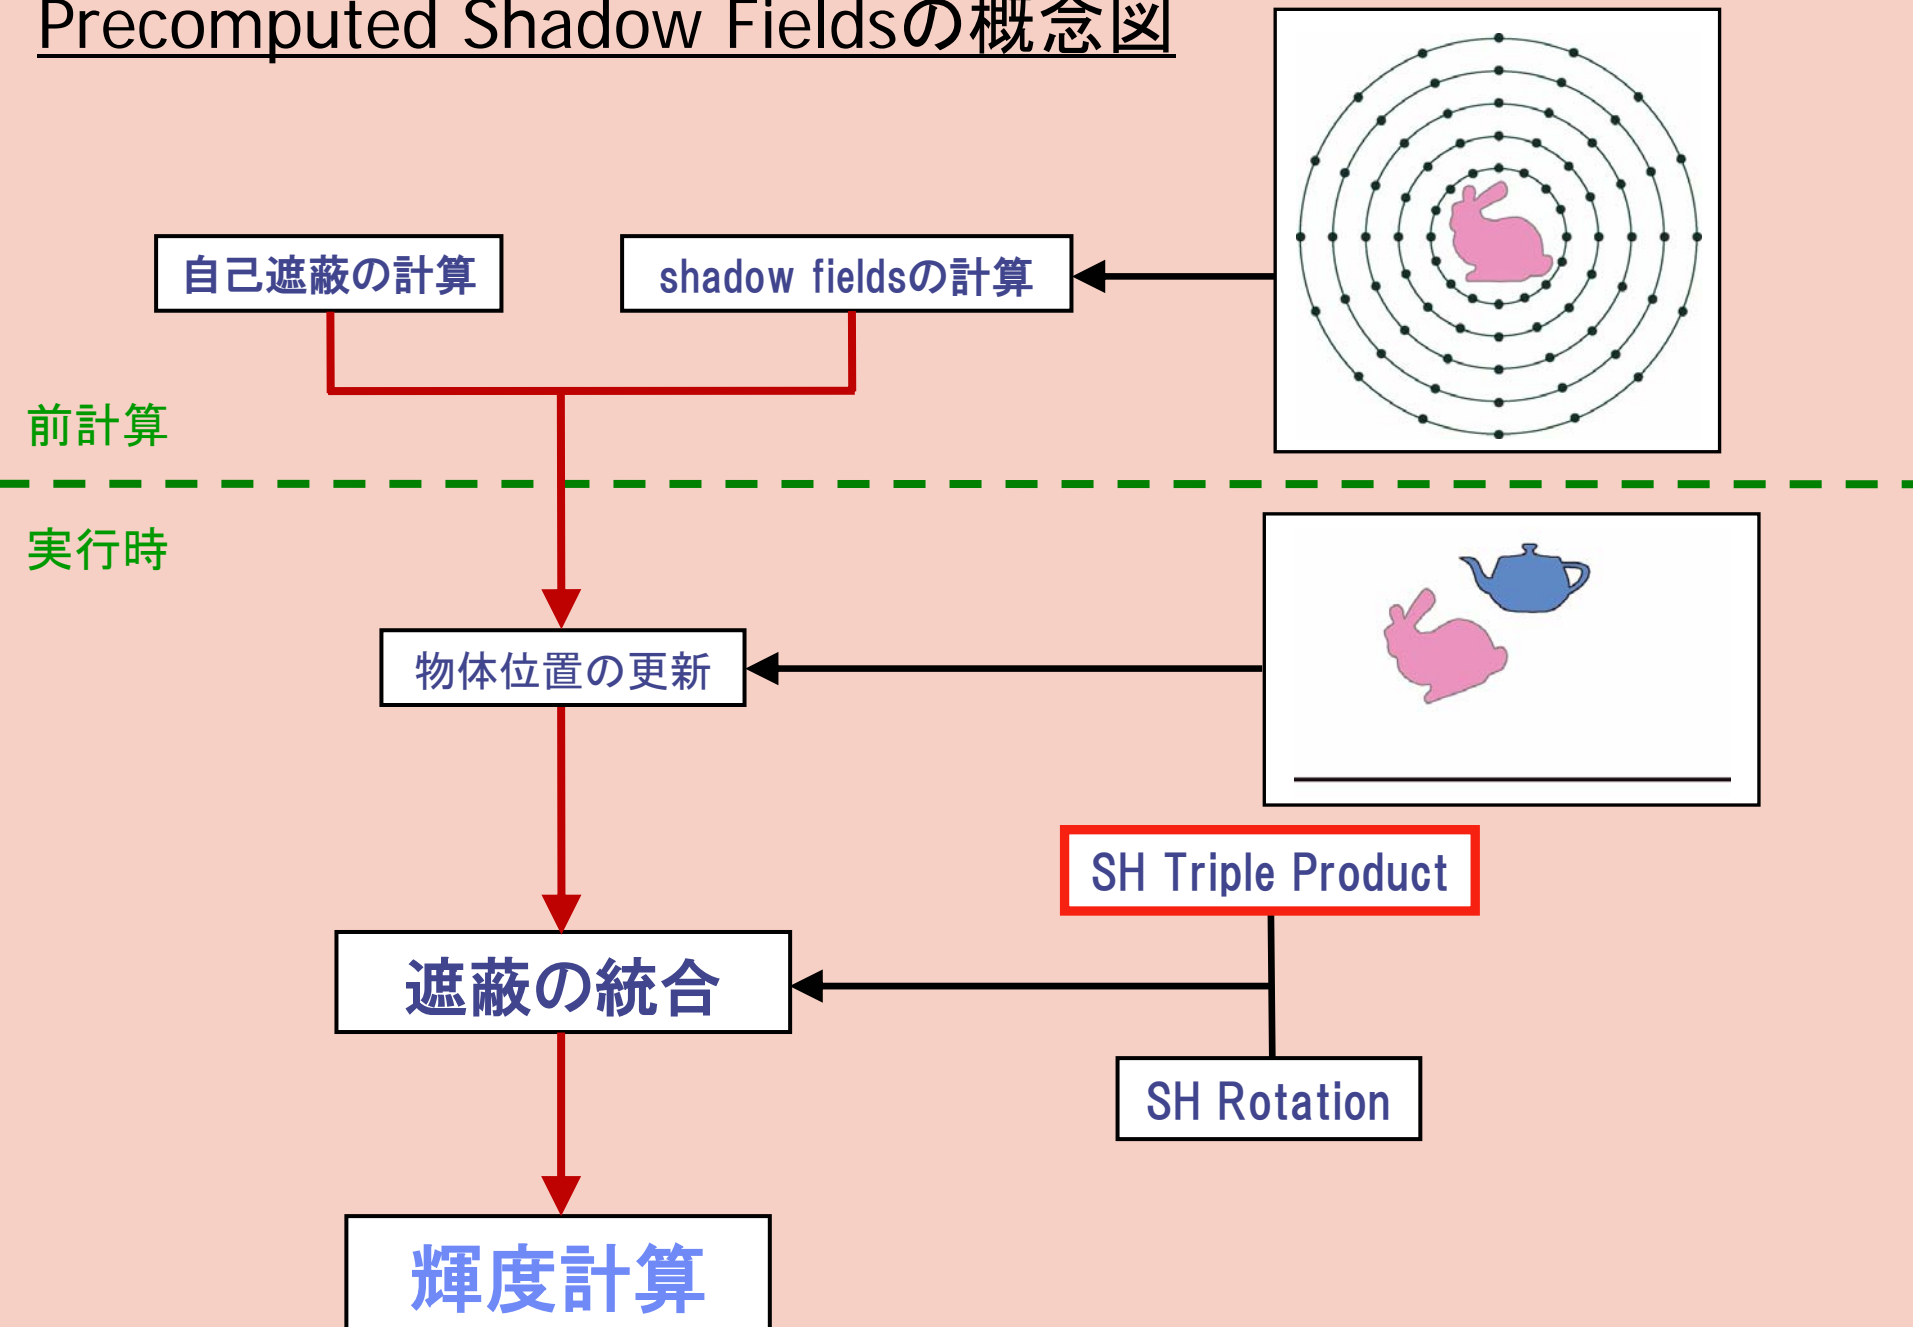 Precomputed Shadow Fieldsの概念図
自己遮蔽の計算
shadow fieldsの計算
前計算
実行時
物体位置の更新
SH Triple Product
遮蔽の統合
SH Rotation
輝度計算